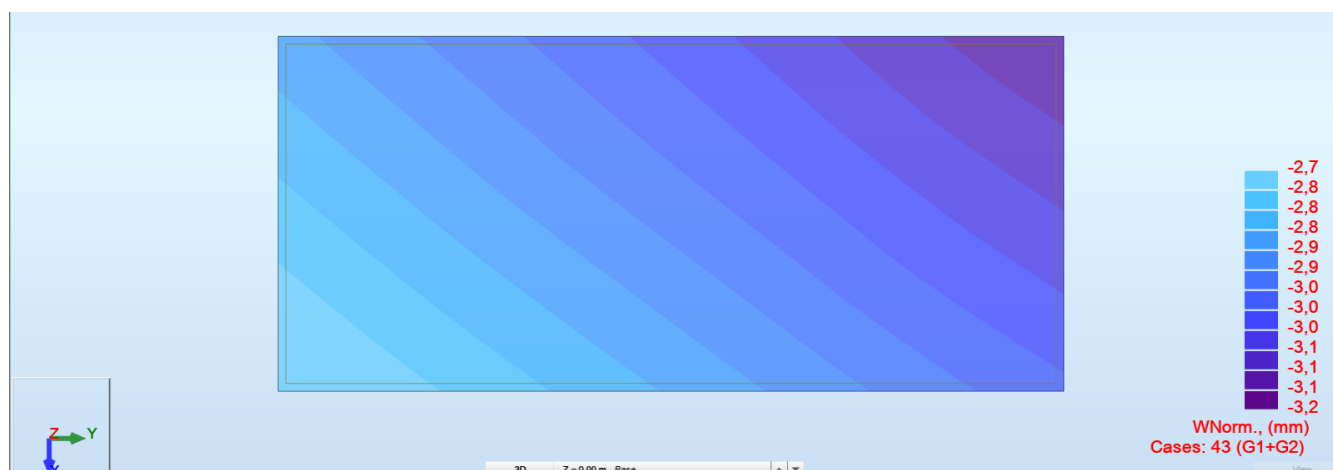 -2,7
-2,8
-2,8
-2,8
-2,9
-2,9
-3,0
-3,0
-3,0
-3,1
-3,1
-3,1
-3,2
WNorm., (mm)
Cases: 43 (G1+G2)
Z Y
X
3D Z = 0.00 m - Base
View